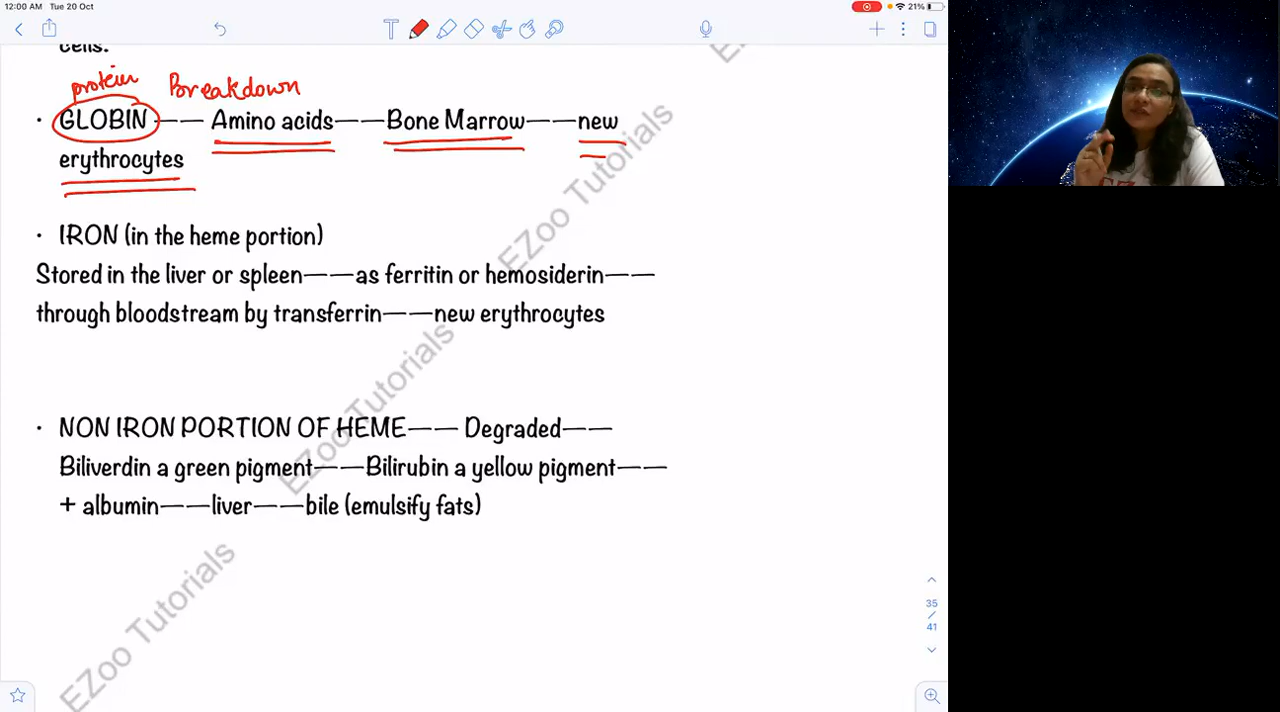 12:00 AM Tue 20 Oct
21%
cells.
protein Breakdown
· GLOBIN —— Amino acids——Bone Marrow——new
erythrocytes
· IRON (in the heme portion)
Stored in the liver or spleen——as ferritin or hemosiderin——
through bloodstream by transferrin——new erythrocytes
· NON IRON PORTION OF HEME—— Degraded——
Biliverdin a green pigment——Bilirubin a yellow pigment——
+ albumin——liver——bile (emulsify fats)
EZoo Tutorials
EZoo Tutorials
EZoo Tutorials
35
/
41